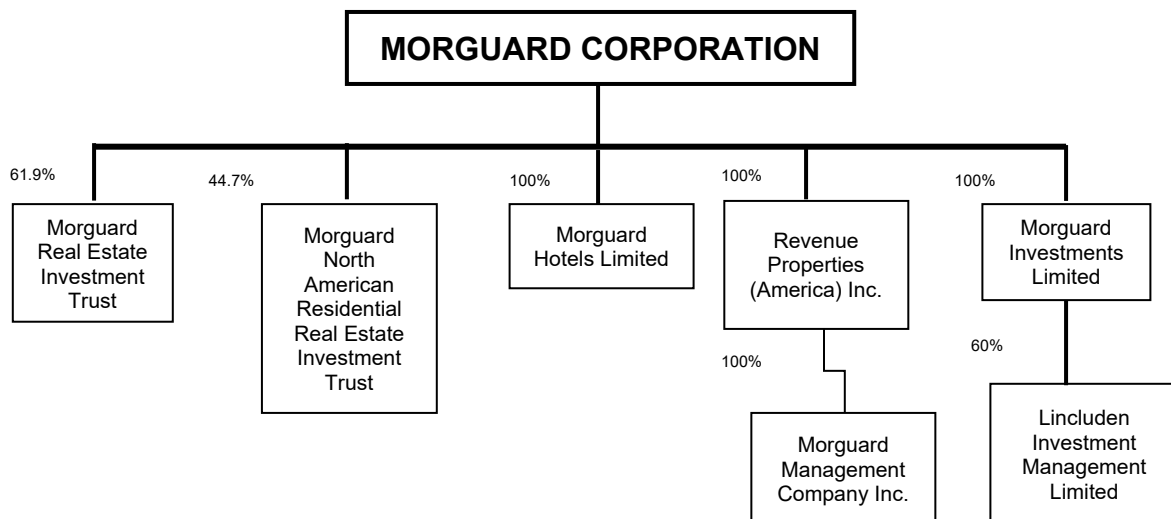 MORGUARD CORPORATION
61.9%
44.7%
100%
100%
100%
Morguard
Real Estate
Investment
Trust
Morguard
North
American
Residential
Real Estate
Investment
Trust
Morguard
Hotels Limited
Revenue
Properties
(America) Inc.
Morguard
Investments
Limited
100%
60%
Morguard
Management
Company Inc.
Lincluden
Investment
Management
Limited